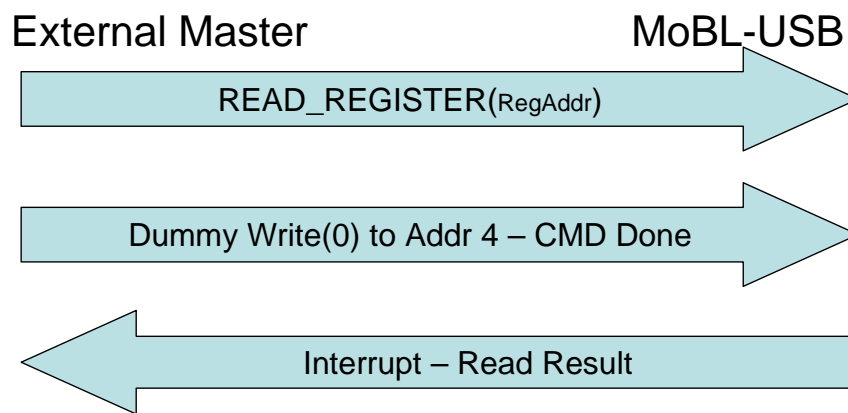 External Master MoBL-USB
READ_REGISTER(RegAddr)
Dummy Write(0) to Addr 4 – CMD Done
Interrupt – Read Result